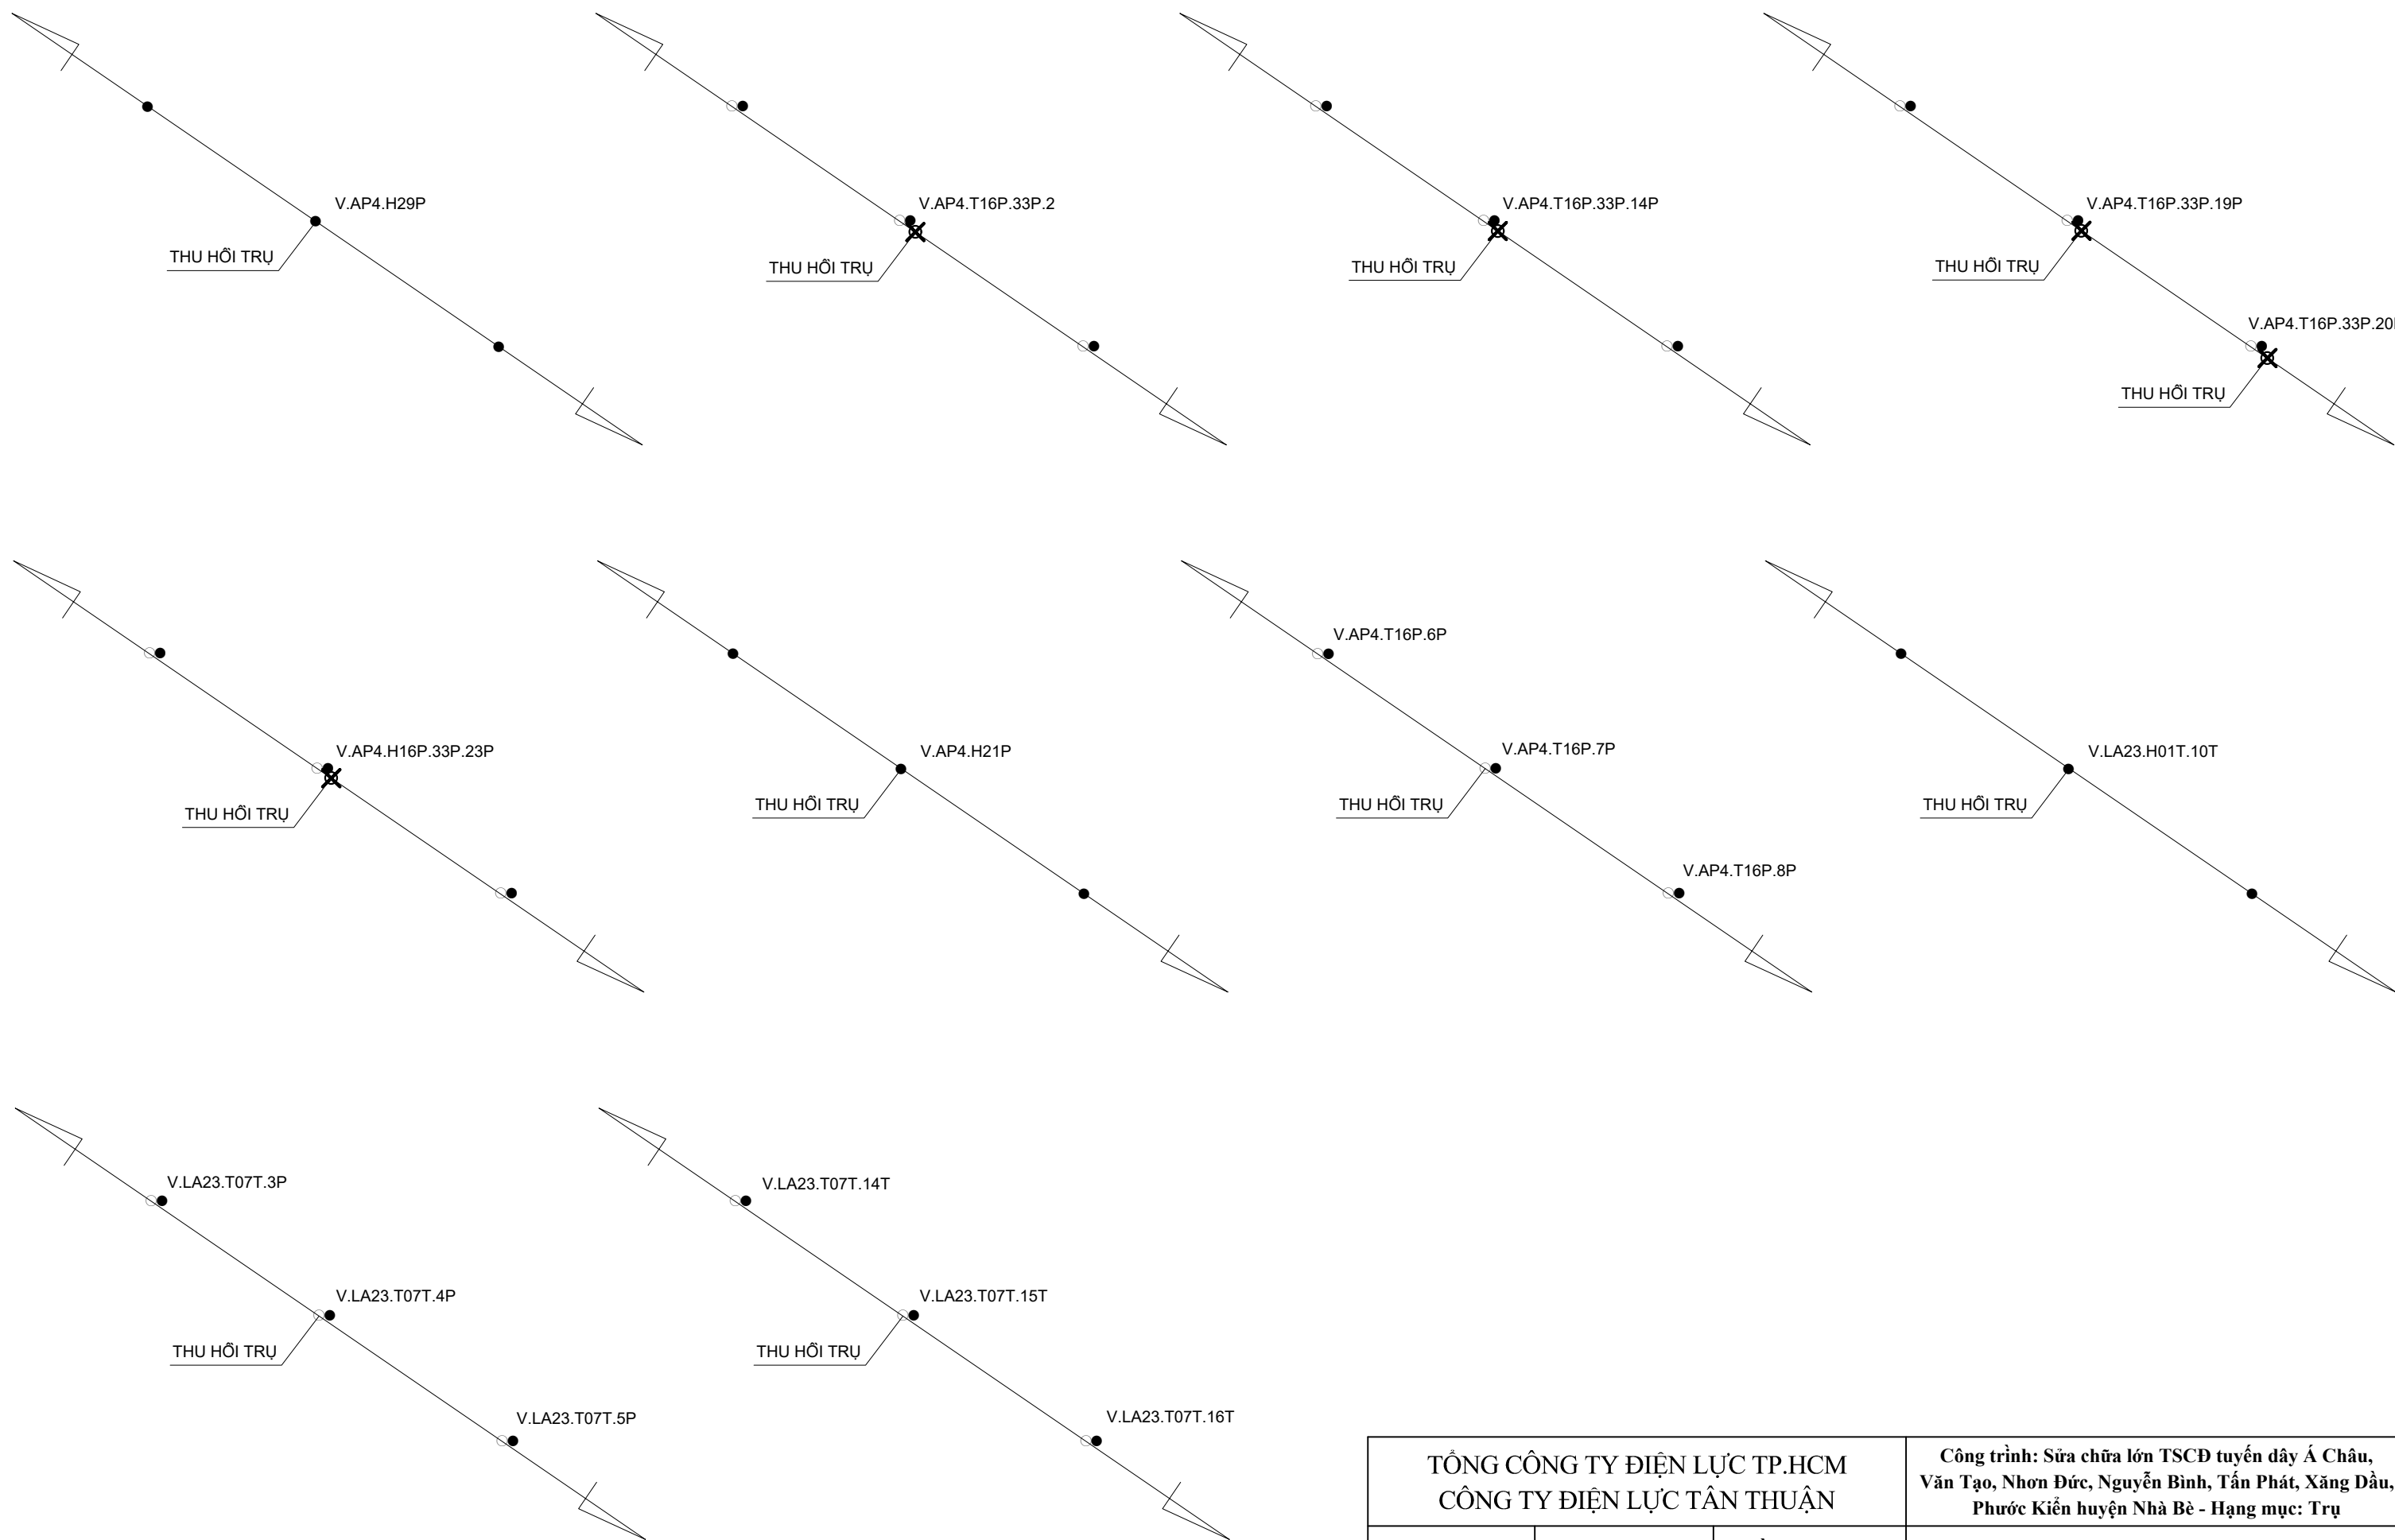 V.AP4.H29P
THU HỒI TRỤ
V.AP4.T16P.33P.2
THU HỒI TRỤ
V.AP4.T16P.33P.14P
THU HỒI TRỤ
V.AP4.T16P.33P.19P
THU HỒI TRỤ
V.AP4.T16P.33P.20
THU HỒI TRỤ
V.AP4.H16P.33P.23P
THU HỒI TRỤ
V.AP4.H21P
THU HỒI TRỤ
V.AP4.T16P.6P
V.AP4.T16P.7P
THU HỒI TRỤ
V.AP4.T16P.8P
V.LA23.H01T.10T
THU HỒI TRỤ
V.LA23.T07T.3P
V.LA23.T07T.4P
THU HỒI TRỤ
V.LA23.T07T.5P
V.LA23.T07T.14T
V.LA23.T07T.15T
THU HỒI TRỤ
V.LA23.T07T.16T
TỔNG CÔNG TY ĐIỆN LỰC TP.HCM
CÔNG TY ĐIỆN LỰC TÂN THUẬN
Công trình: Sửa chữa lớn TSCĐ tuyến dây Á Châu,
Văn Tạo, Nhơn Đức, Nguyễn Bình, Tấn Phát, Xăng Dầu,
Phước Kiển huyện Nhà Bè - Hạng mục: Trụ